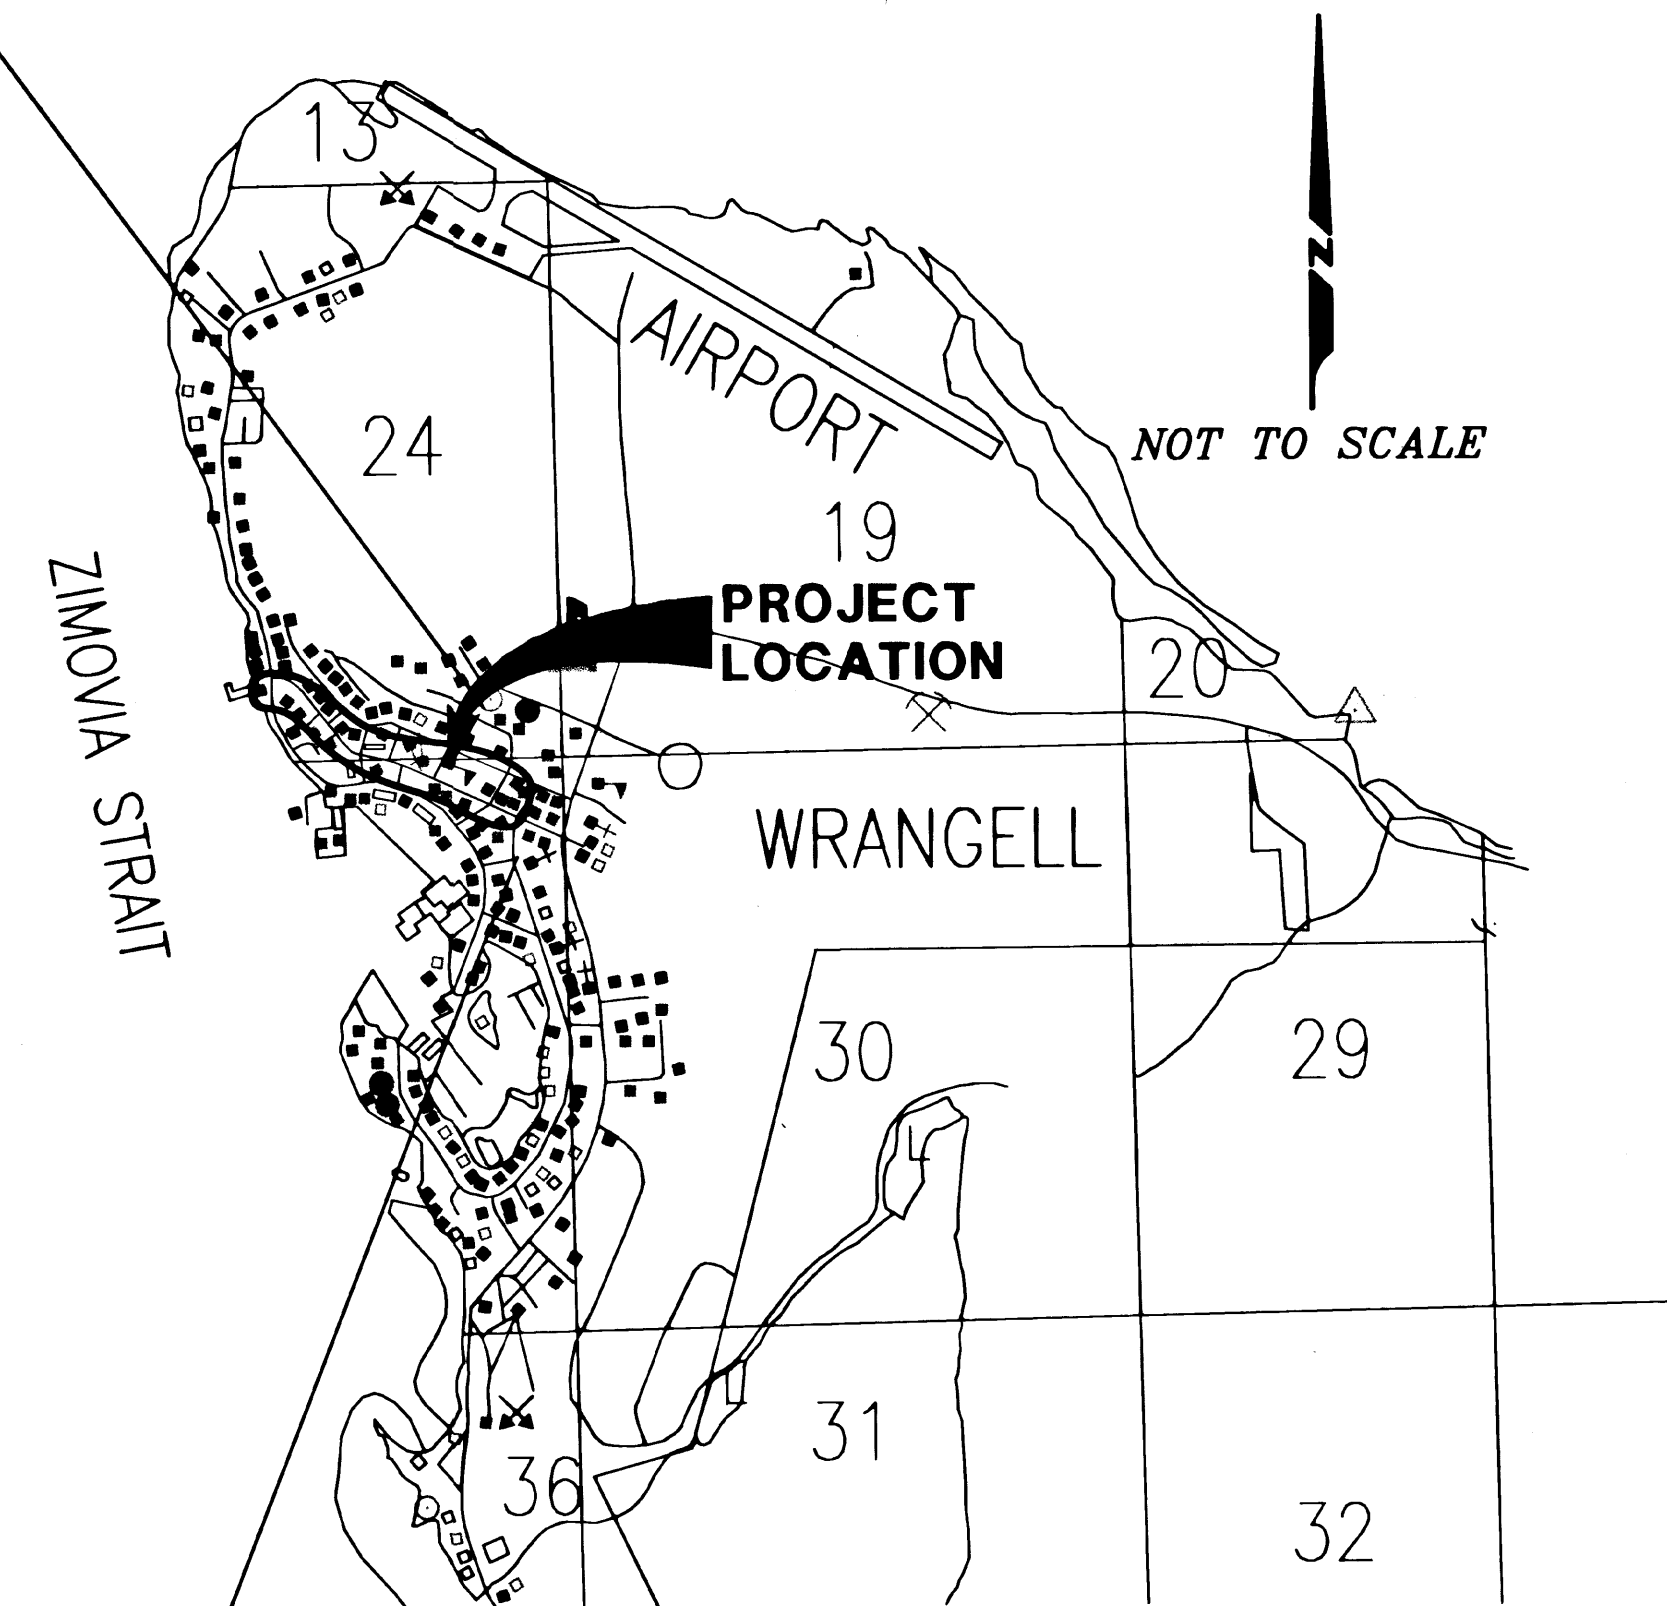 13
N
AIRPORT
24
NOT TO SCALE
19
ZIMOVIA STRAIT
PROJECT
LOCATION
20
WRANGELL
30
29
31
36
32